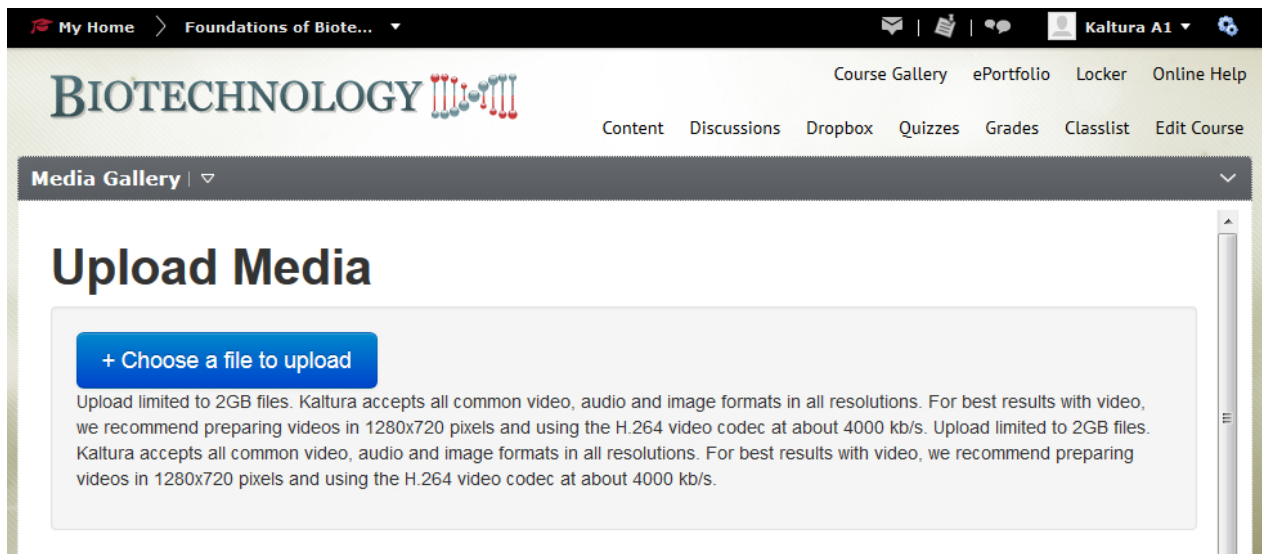 My Home > Foundations of Biote... ▼ | | Kaltura A1 ▼
BIOTECHNOLOGY
Course Gallery ePortfolio Locker Online Help
Content Discussions Dropbox Quizzes Grades Classlist Edit Course
Media Gallery |
Upload Media
+ Choose a file to upload
Upload limited to 2GB files. Kaltura accepts all common video, audio and image formats in all resolutions. For best results with video,
we recommend preparing videos in 1280x720 pixels and using the H.264 video codec at about 4000 kb/s. Upload limited to 2GB files.
Kaltura accepts all common video, audio and image formats in all resolutions. For best results with video, we recommend preparing
videos in 1280x720 pixels and using the H.264 video codec at about 4000 kb/s.